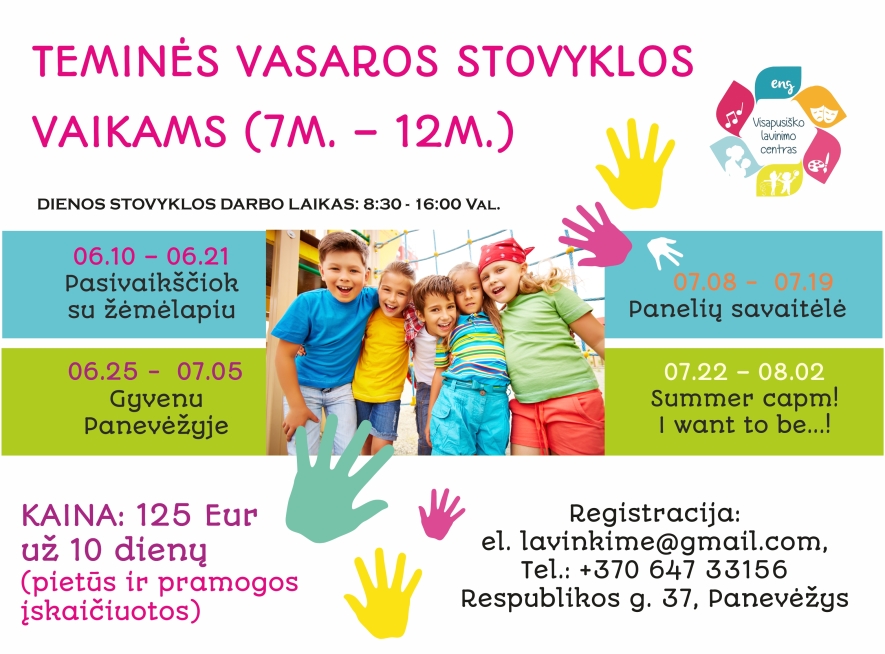 TEMINĖS VASAROS STOVYKLOS
VAIKAMS (7M. – 12M.)
eng
Visapusiško
lavinimo
centras
DIENOS STOVYKLOS DARBO LAIKAS: 8:30 - 16:00 VAL.
06.10 – 06.21
Pasivaikščiok
su žėmėlapiu
07.08 – 07.19
Panelių savaitėlė
06.25 – 07.05
Gyvenu
Panevėžyje
07.22 – 08.02
Summer capm!
I want to be...!
KAINA: 125 Eur
už 10 dienų
(pietūs ir pramogos
įskaičiuotos)
Registracija:
el. lavinkime@gmail.com,
Tel.: +370 647 33156
Respublikos g. 37, Panevėžys